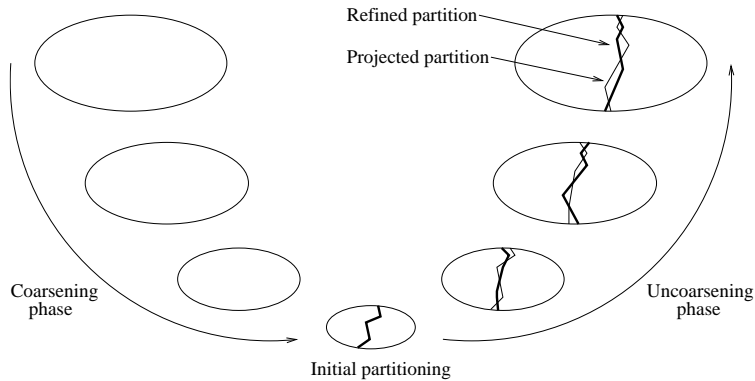 Refined partition
Projected partition
Coarsening
phase
Uncoarsening
phase
Initial partitioning